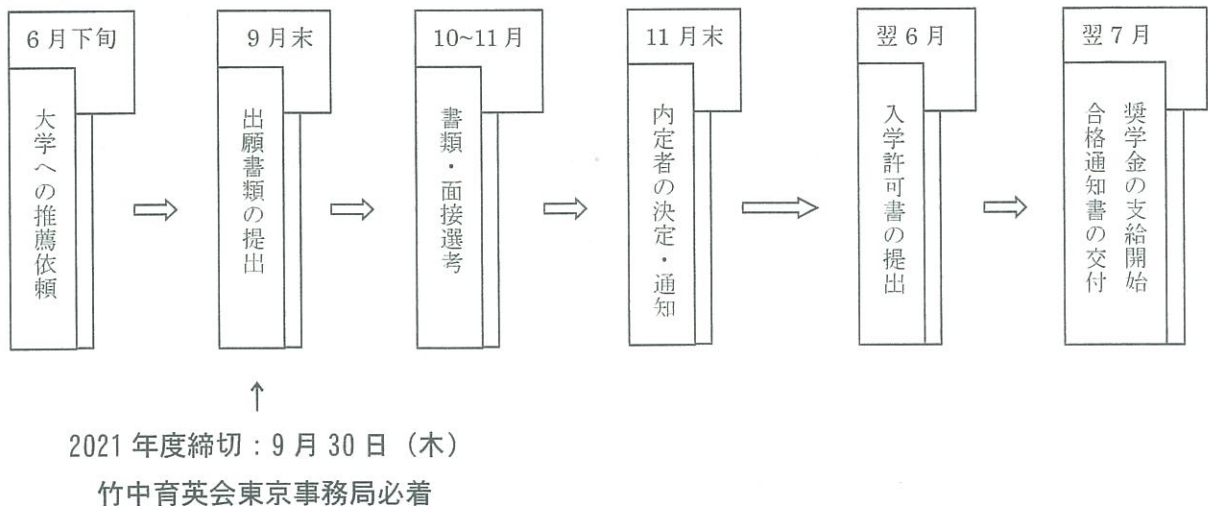 6月下旬
大学への推薦依頼
9月末
出願書類の提出
10~11月
書類・面接選考
11月末
内定者の決定・通知
翌6月
入学許可書の提出
翌7月
奨学金の支給開始
合格通知書の交付
2021年度締切：9月30日（木）
竹中育英会東京事務局必着